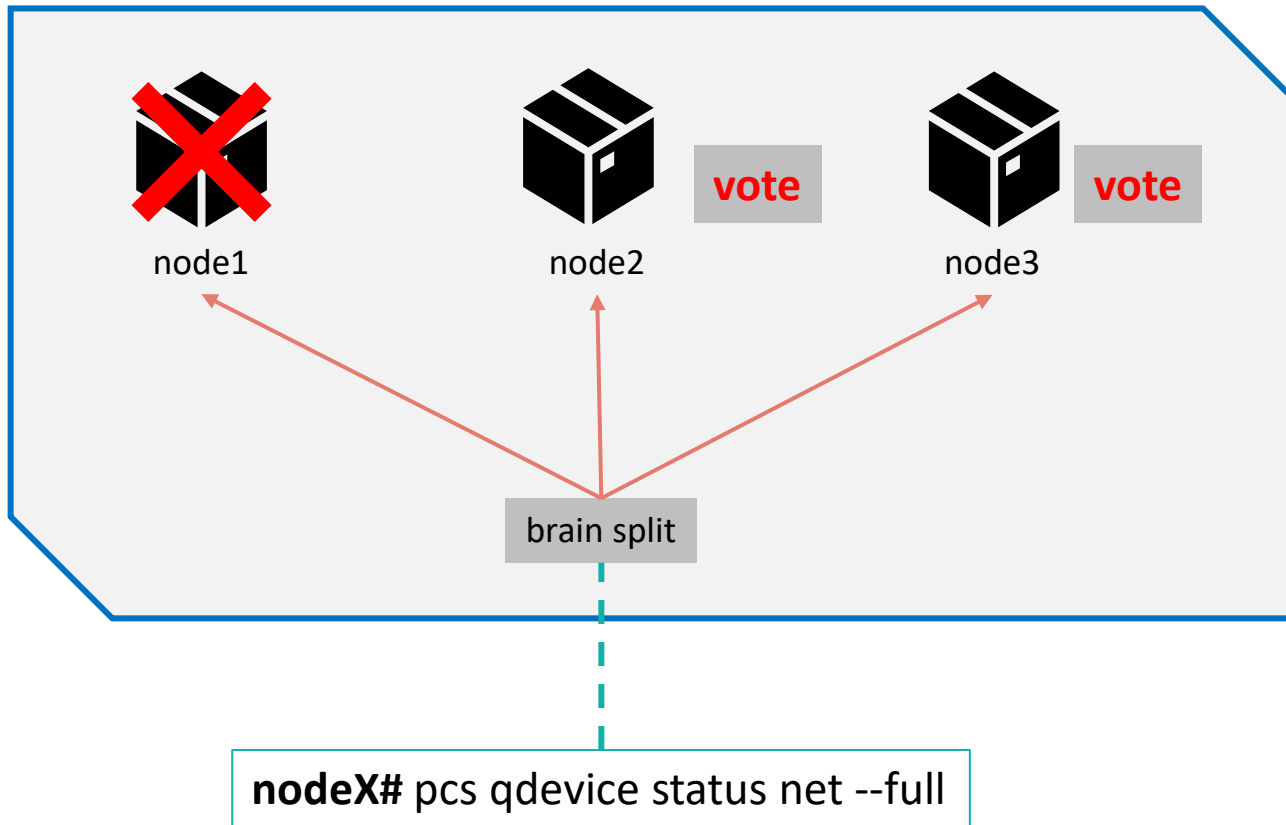 vote
vote
node1
node2
node3
brain split
nodeX# pcs qdevice status net --full